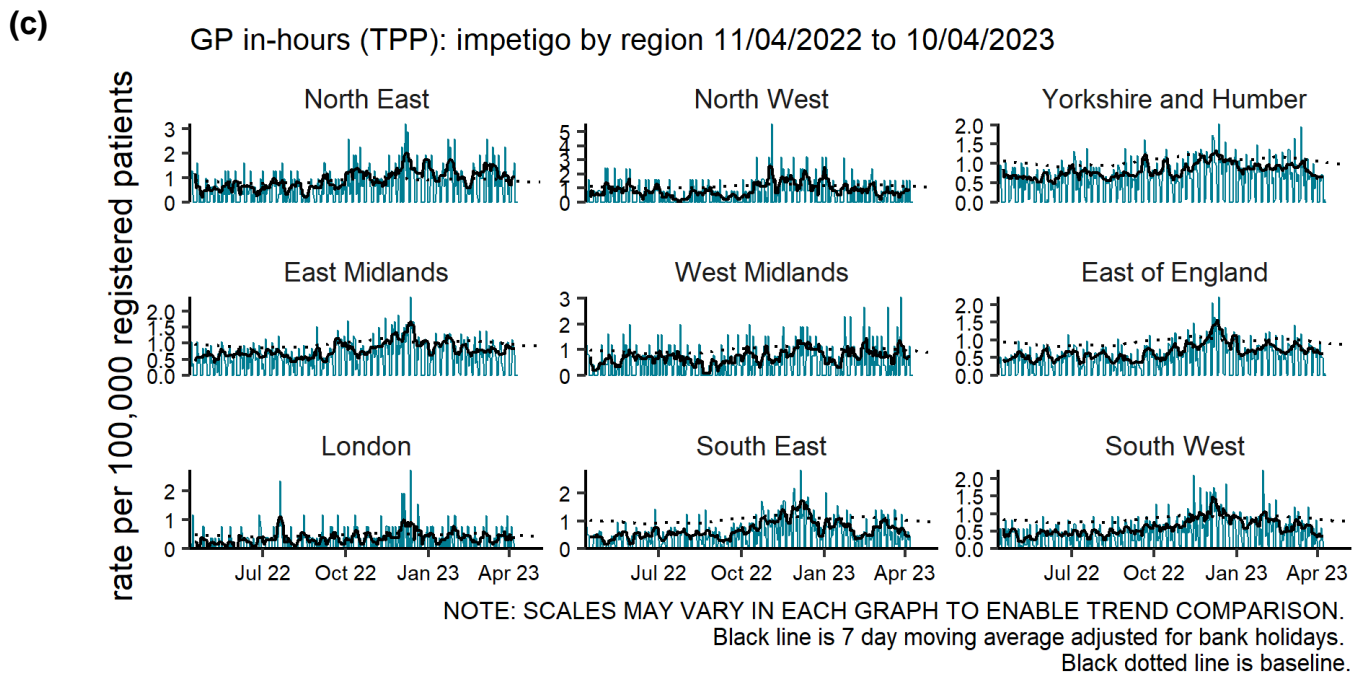 (c)
GP in-hours (TPP): impetigo by region 11/04/2022 to 10/04/2023
rate per 100,000 registered patients
North East
3
2
1
0
North West
5
4
3
2
1
0
Yorkshire and Humber
2.0
1.5
1.0
0.5
0.0
East Midlands
2.0
1.5
1.0
0.5
0.0
West Midlands
3
2
1
0
East of England
2.0
1.5
1.0
0.5
0.0
London
2
1
0
Jul 22 Oct 22 Jan 23 Apr 23
South East
2
1
0
Jul 22 Oct 22 Jan 23 Apr 23
South West
2.0
1.5
1.0
0.5
0.0
Jul 22 Oct 22 Jan 23 Apr 23
NOTE: SCALES MAY VARY IN EACH GRAPH TO ENABLE TREND COMPARISON.
Black line is 7 day moving average adjusted for bank holidays.
Black dotted line is baseline.